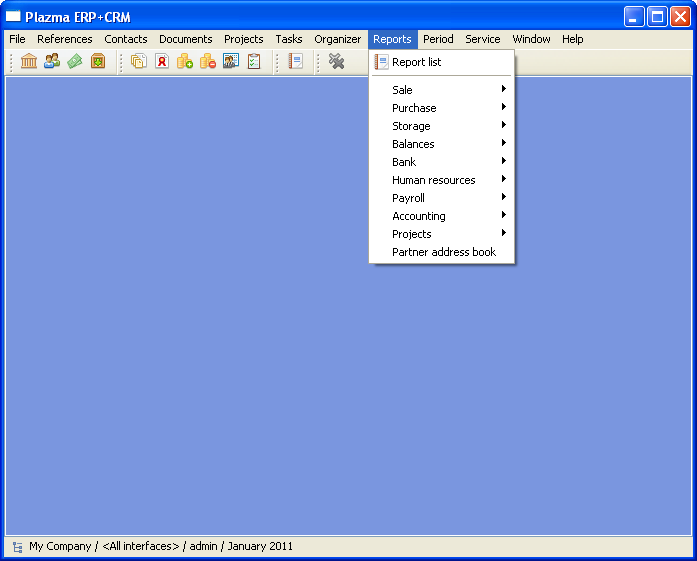 Plazma ERP+CRM
File References Contacts Documents Projects Tasks Organizer Reports Period Service Window Help
Report list
Sale
Purchase
Storage
Balances
Bank
Human resources
Payroll
Accounting
Projects
Partner address book
My Company / <All interfaces> / admin / January 2011